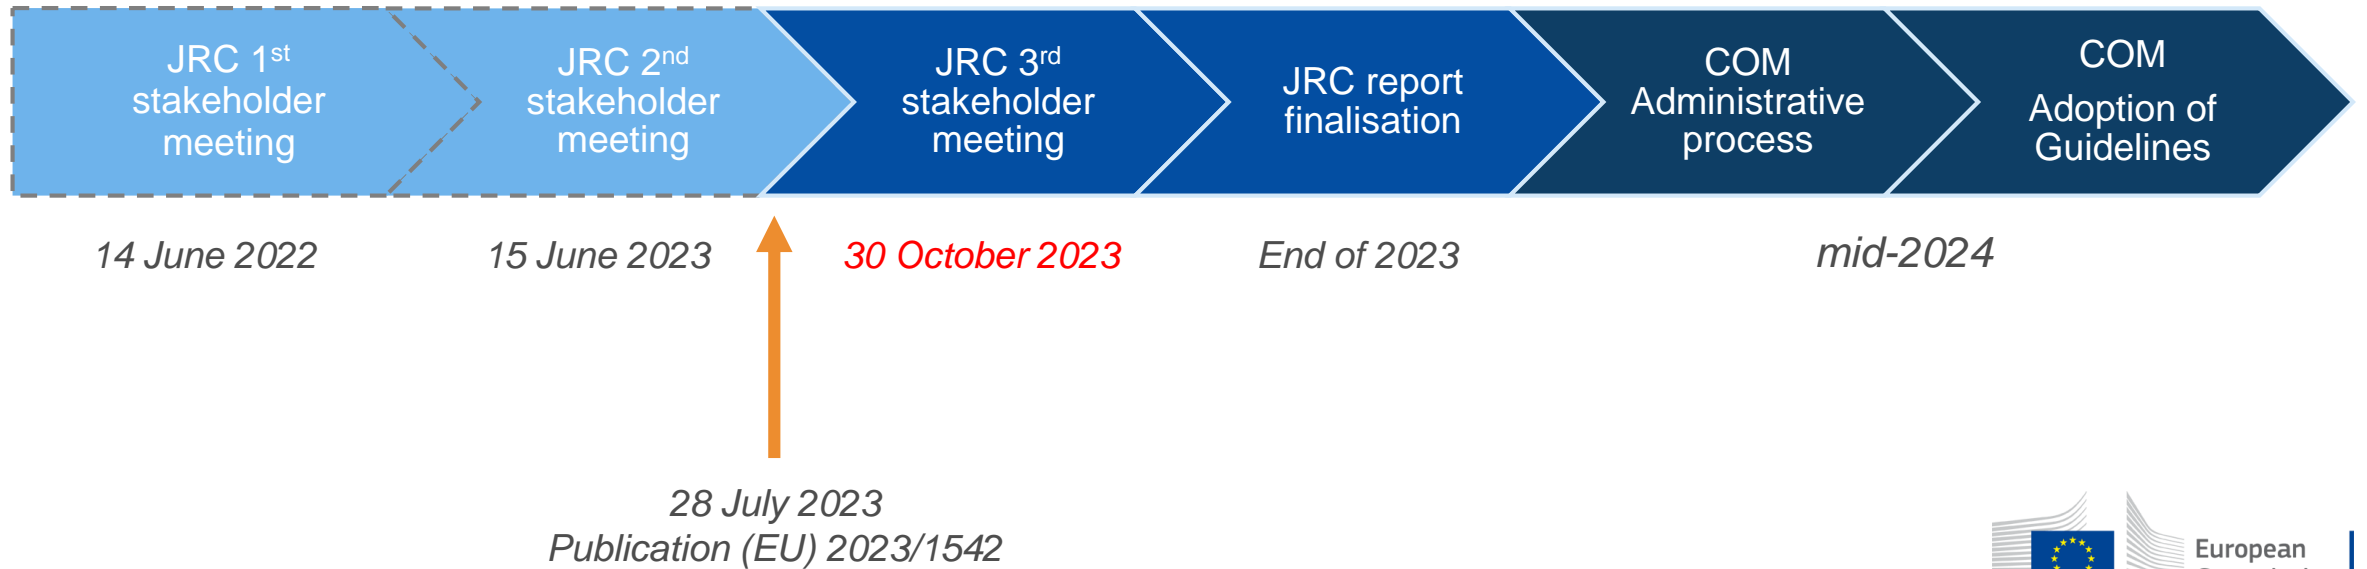 JRC 1st
stakeholder
meeting
JRC 2nd
stakeholder
meeting
JRC 3rd
stakeholder
meeting
JRC report
finalisation
COM
Administrative
process
COM
Adoption of
Guidelines
14 June 2022
15 June 2023
30 October 2023
End of 2023
mid-2024
28 July 2023
Publication (EU) 2023/1542
European